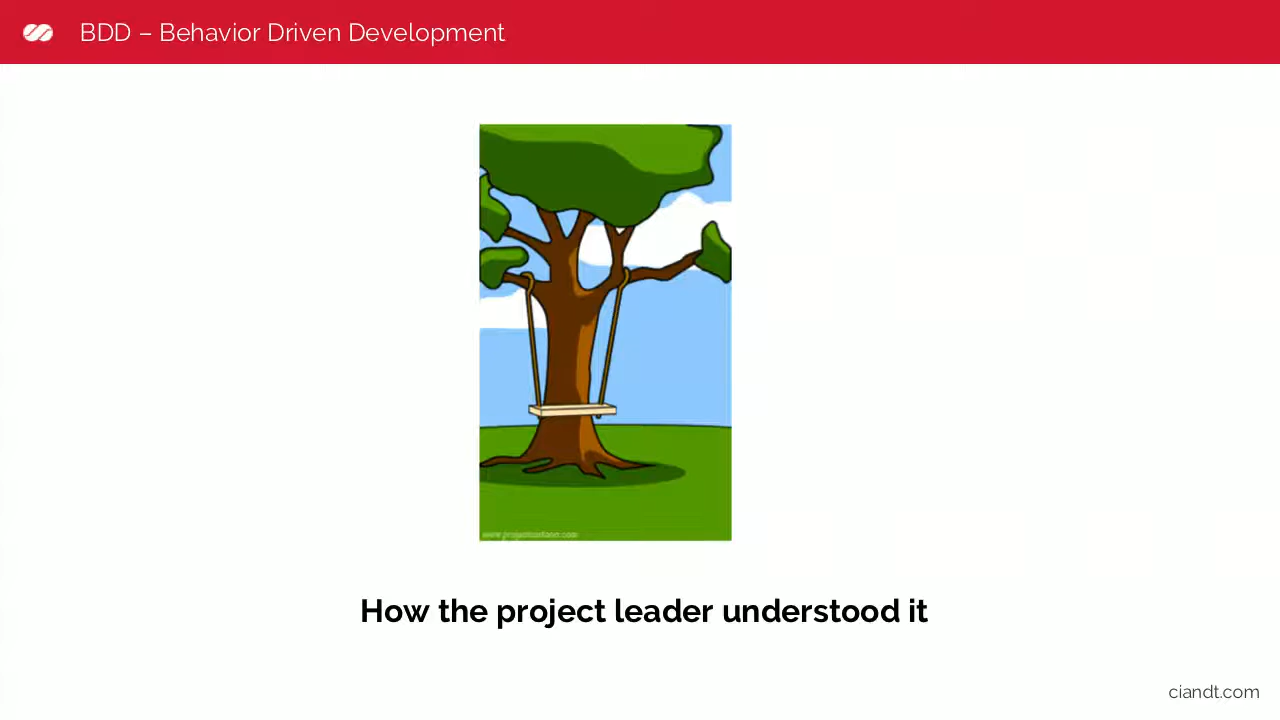 BDD – Behavior Driven Development
How the project leader understood it
ciandt.com